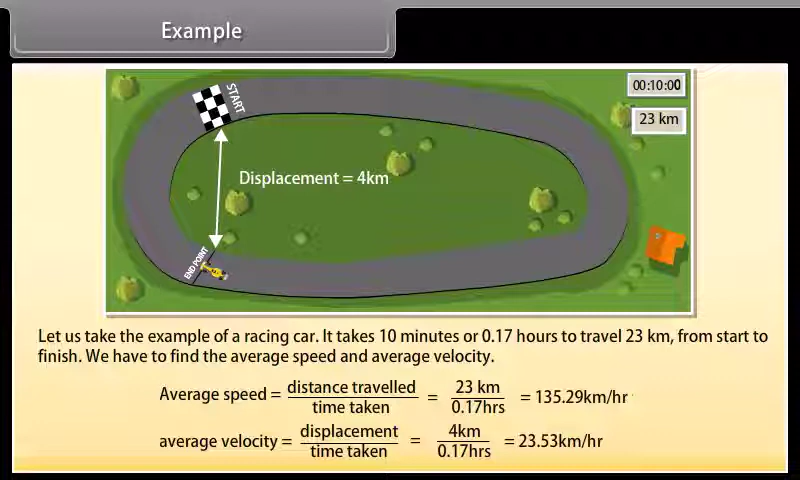 Example
START
00:10:00
23 km
Displacement = 4km
END POINT
Let us take the example of a racing car. It takes 10 minutes or 0.17 hours to travel 23 km, from start to
finish. We have to find the average speed and average velocity.
Average speed = distance travelled / time taken = 23 km / 0.17hrs = 135.29km/hr
average velocity = displacement / time taken = 4km / 0.17hrs = 23.53km/hr